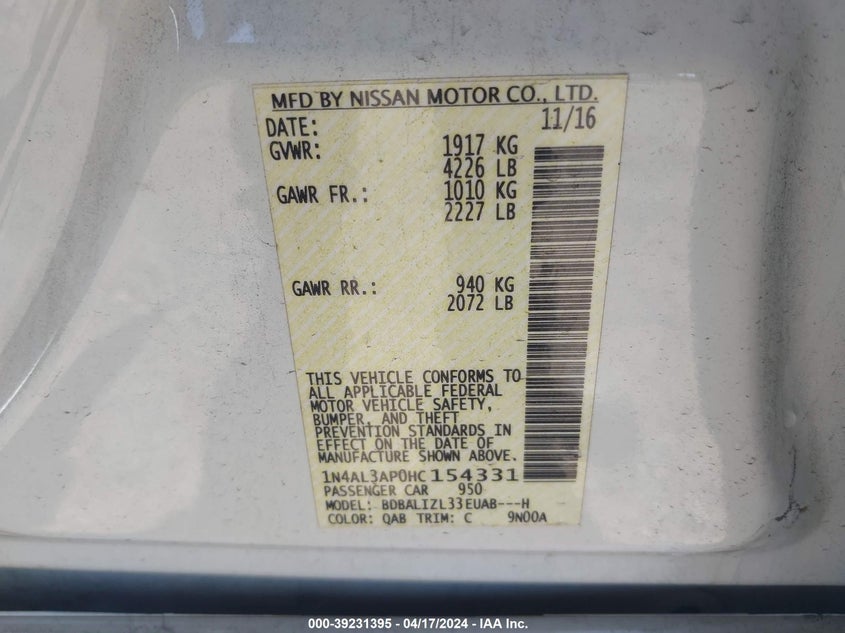 MFD BY NISSAN MOTOR CO., LTD.
DATE: 11/16
GVWR: 1917 KG
4226 LB
GAWR FR.: 1010 KG
2227 LB
GAWR RR.: 940 KG
2072 LB
THIS VEHICLE CONFORMS TO
ALL APPLICABLE FEDERAL
MOTOR VEHICLE SAFETY,
BUMPER, AND THEFT
PREVENTION STANDARDS IN
EFFECT ON THE DATE OF
MANUFACTURE SHOWN ABOVE.
1N4AL3AP0HC154331
PASSENGER CAR 950
MODEL: BDBALIZL33EUAB---H
COLOR: QAB TRIM: C 9N00A
000-39231395 - 04/17/2024 - IAA Inc.